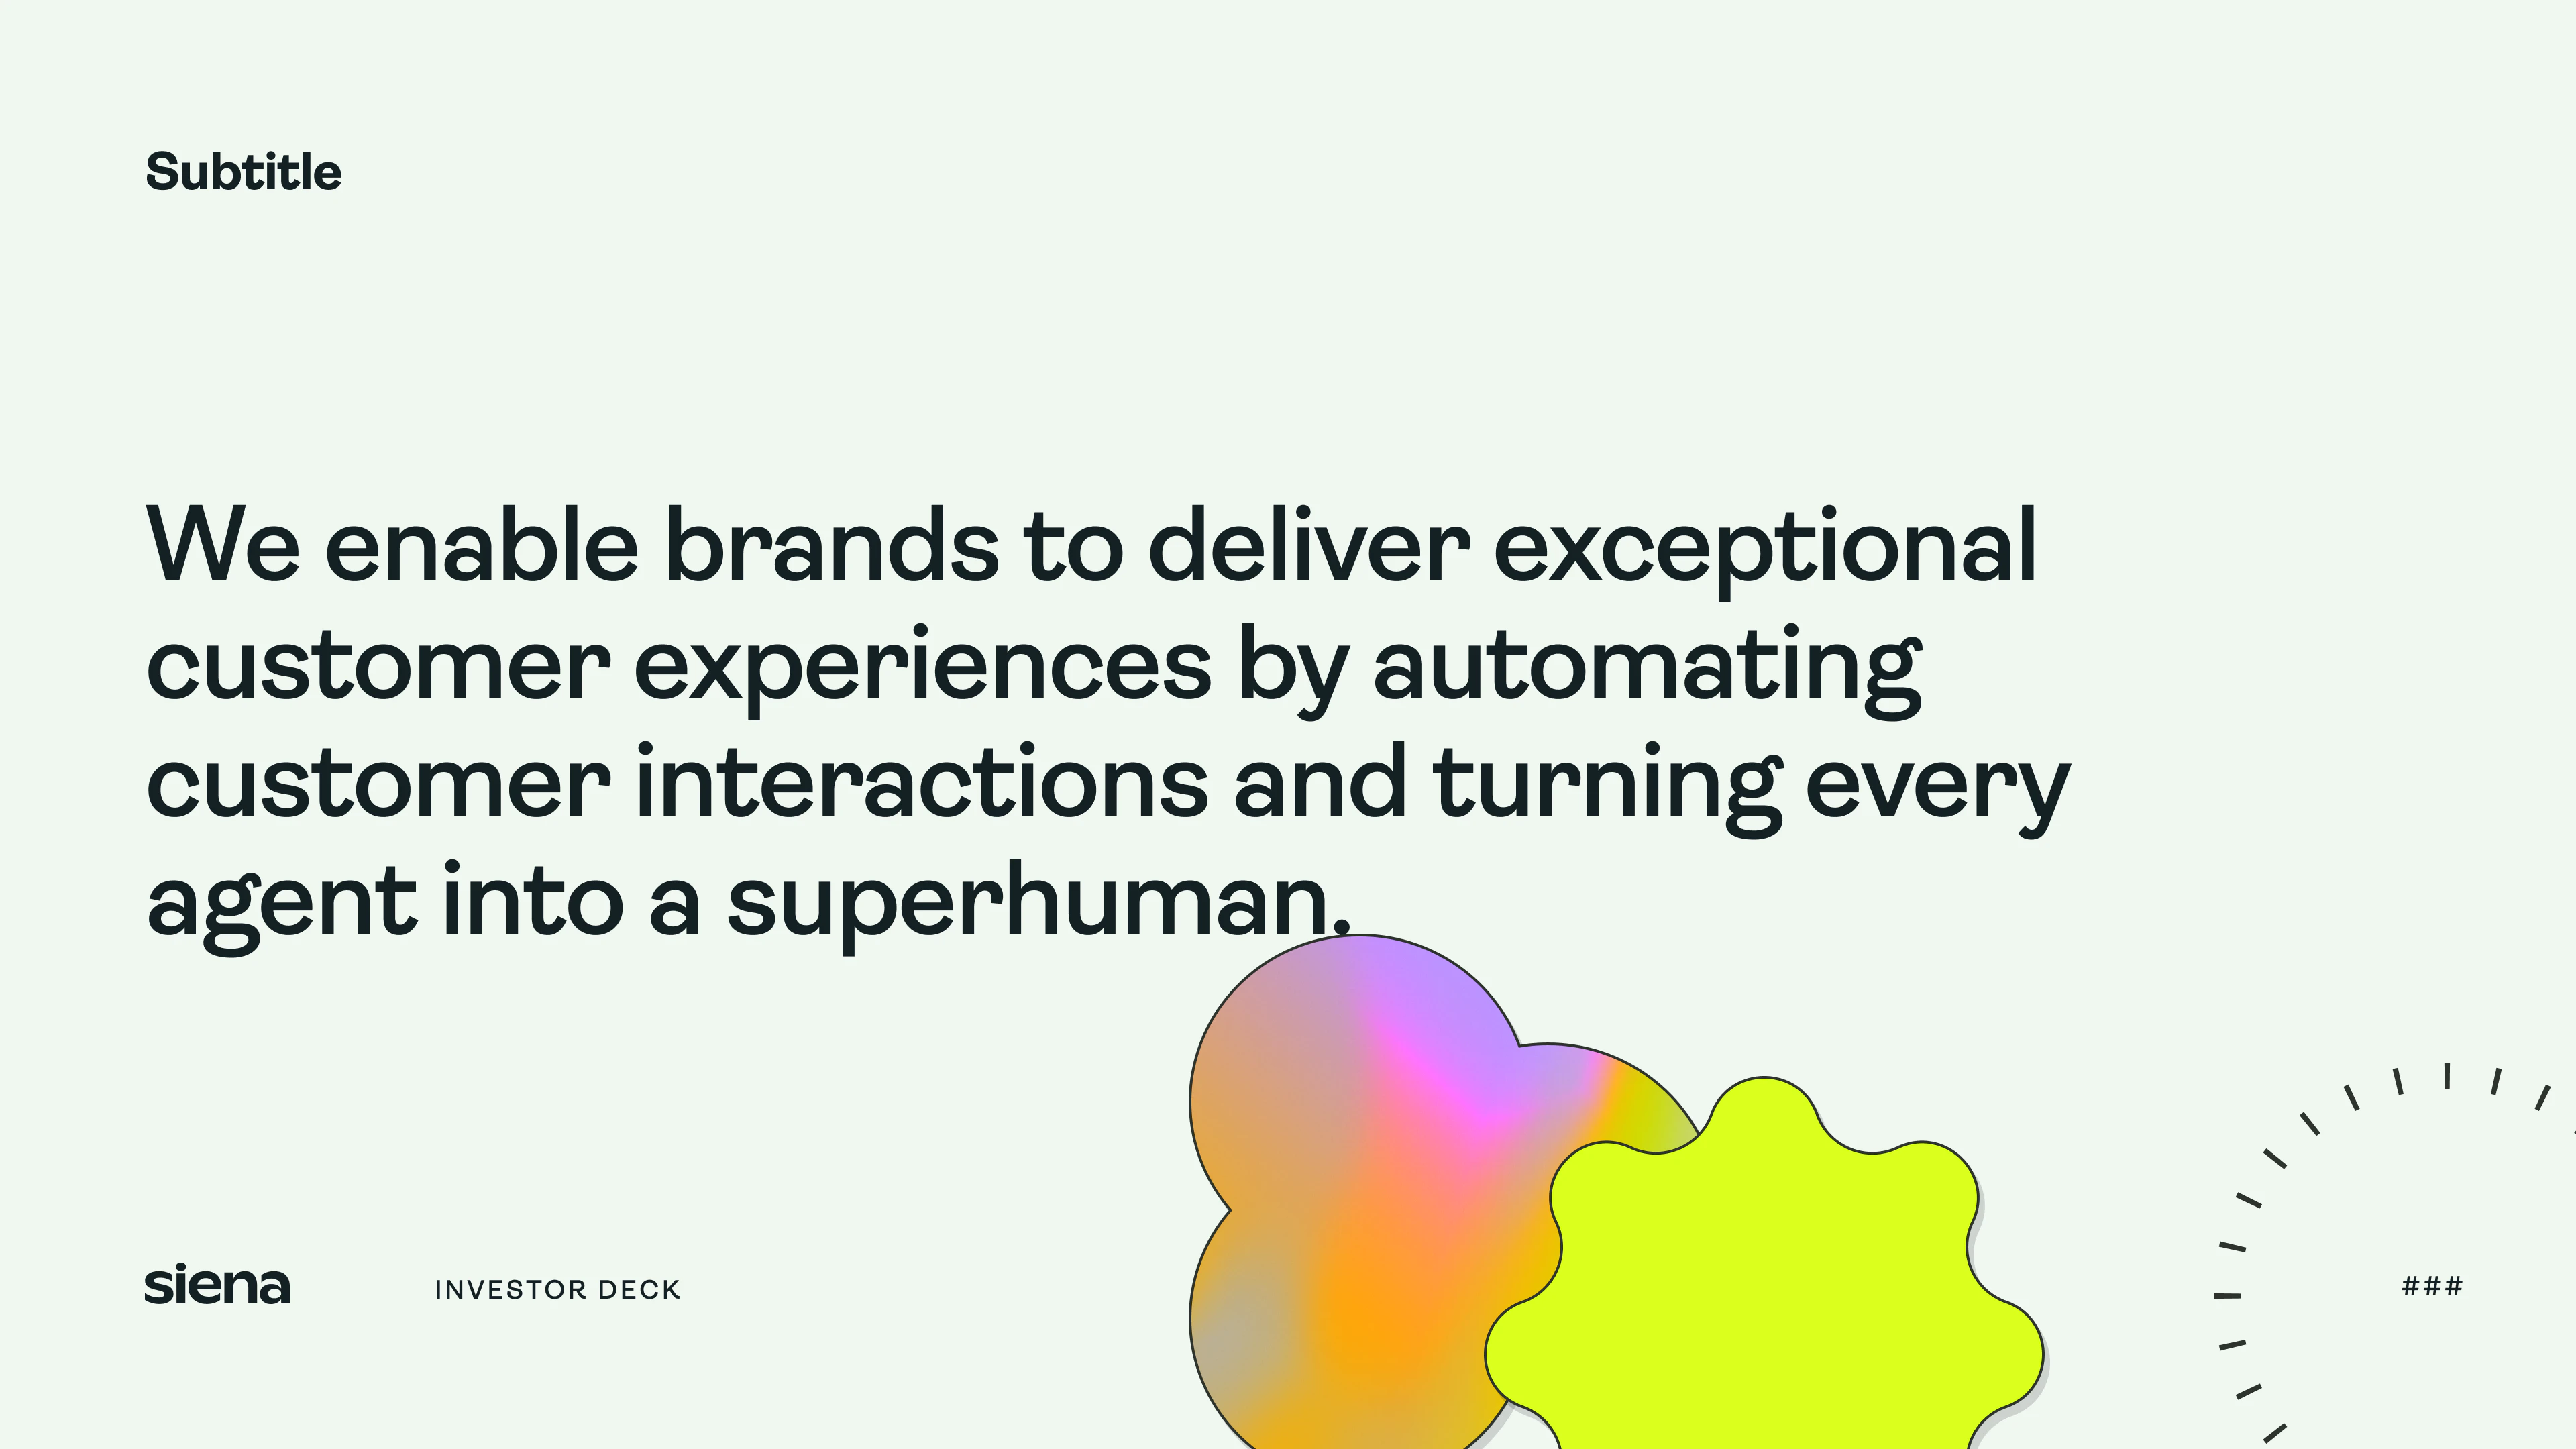 Subtitle
We enable brands to deliver exceptional
customer experiences by automating
customer interactions and turning every
agent into a superhuman.
siena
INVESTOR DECK
###